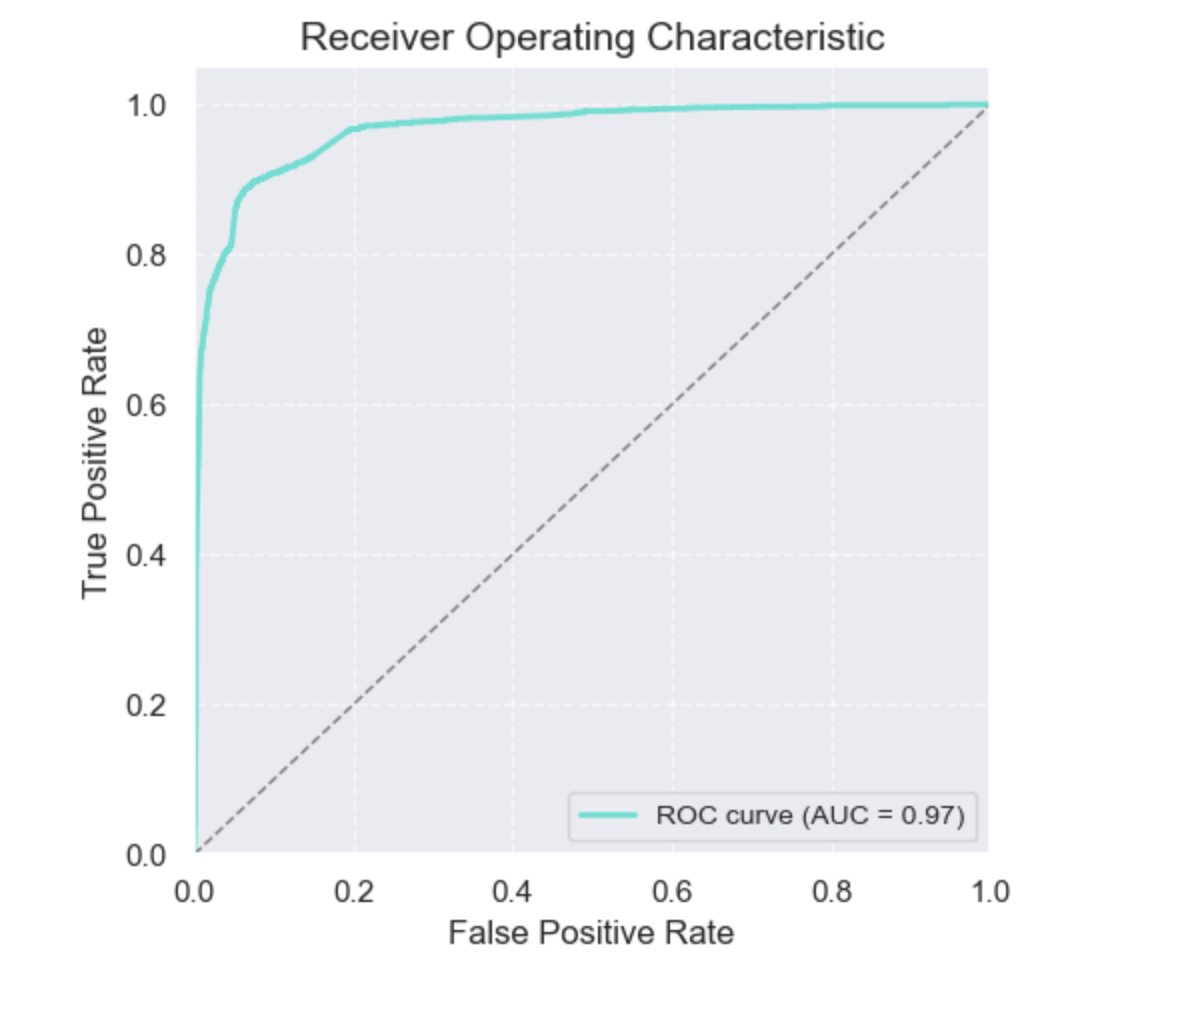 Receiver Operating Characteristic
True Positive Rate
1.0
0.8
0.6
0.4
0.2
0.0
ROC curve (AUC = 0.97)
0.0 0.2 0.4 0.6 0.8 1.0
False Positive Rate